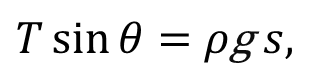 T sin θ = ρgs,